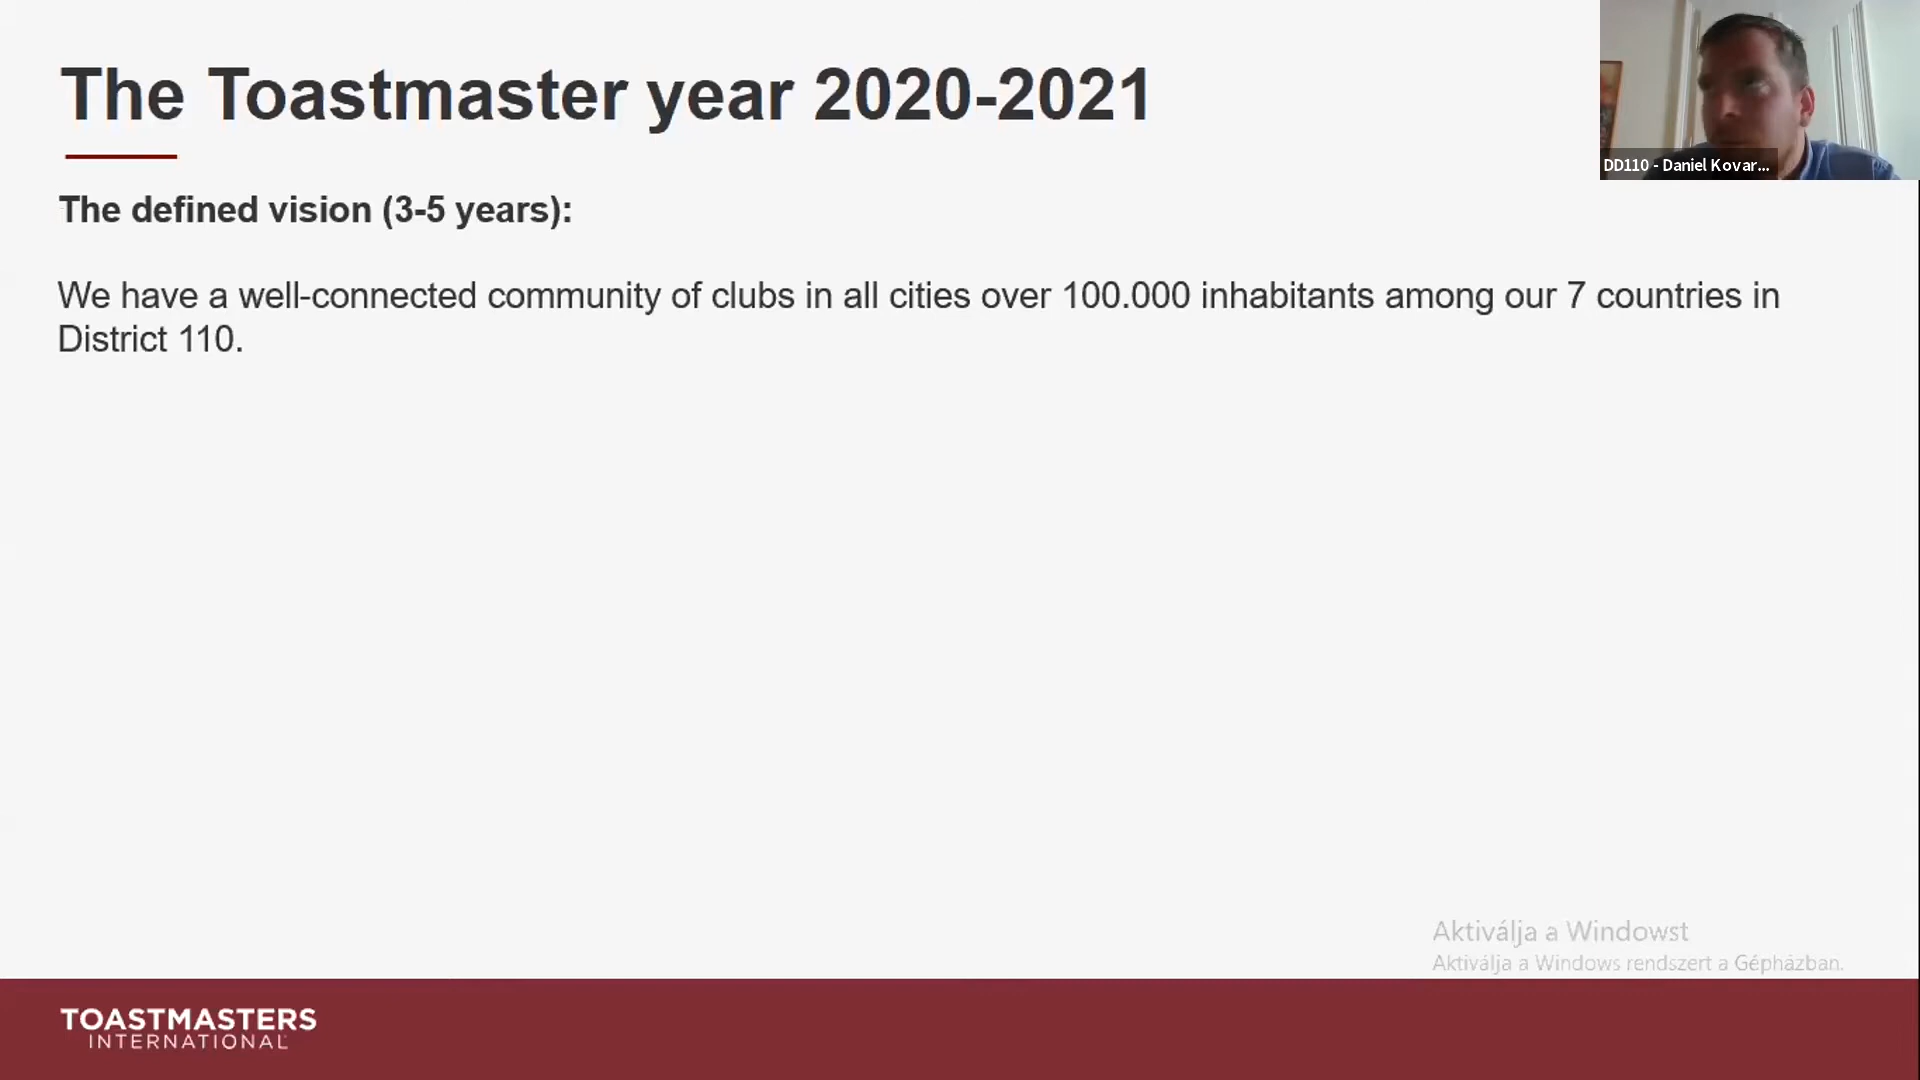 The Toastmaster year 2020-2021
DD110 - Daniel Kovar...
The defined vision (3-5 years):
We have a well-connected community of clubs in all cities over 100.000 inhabitants among our 7 countries in
District 110.
Aktiválja a Windowst
Aktiválja a Windows rendszert a Gépházban.
TOASTMASTERS
INTERNATIONAL